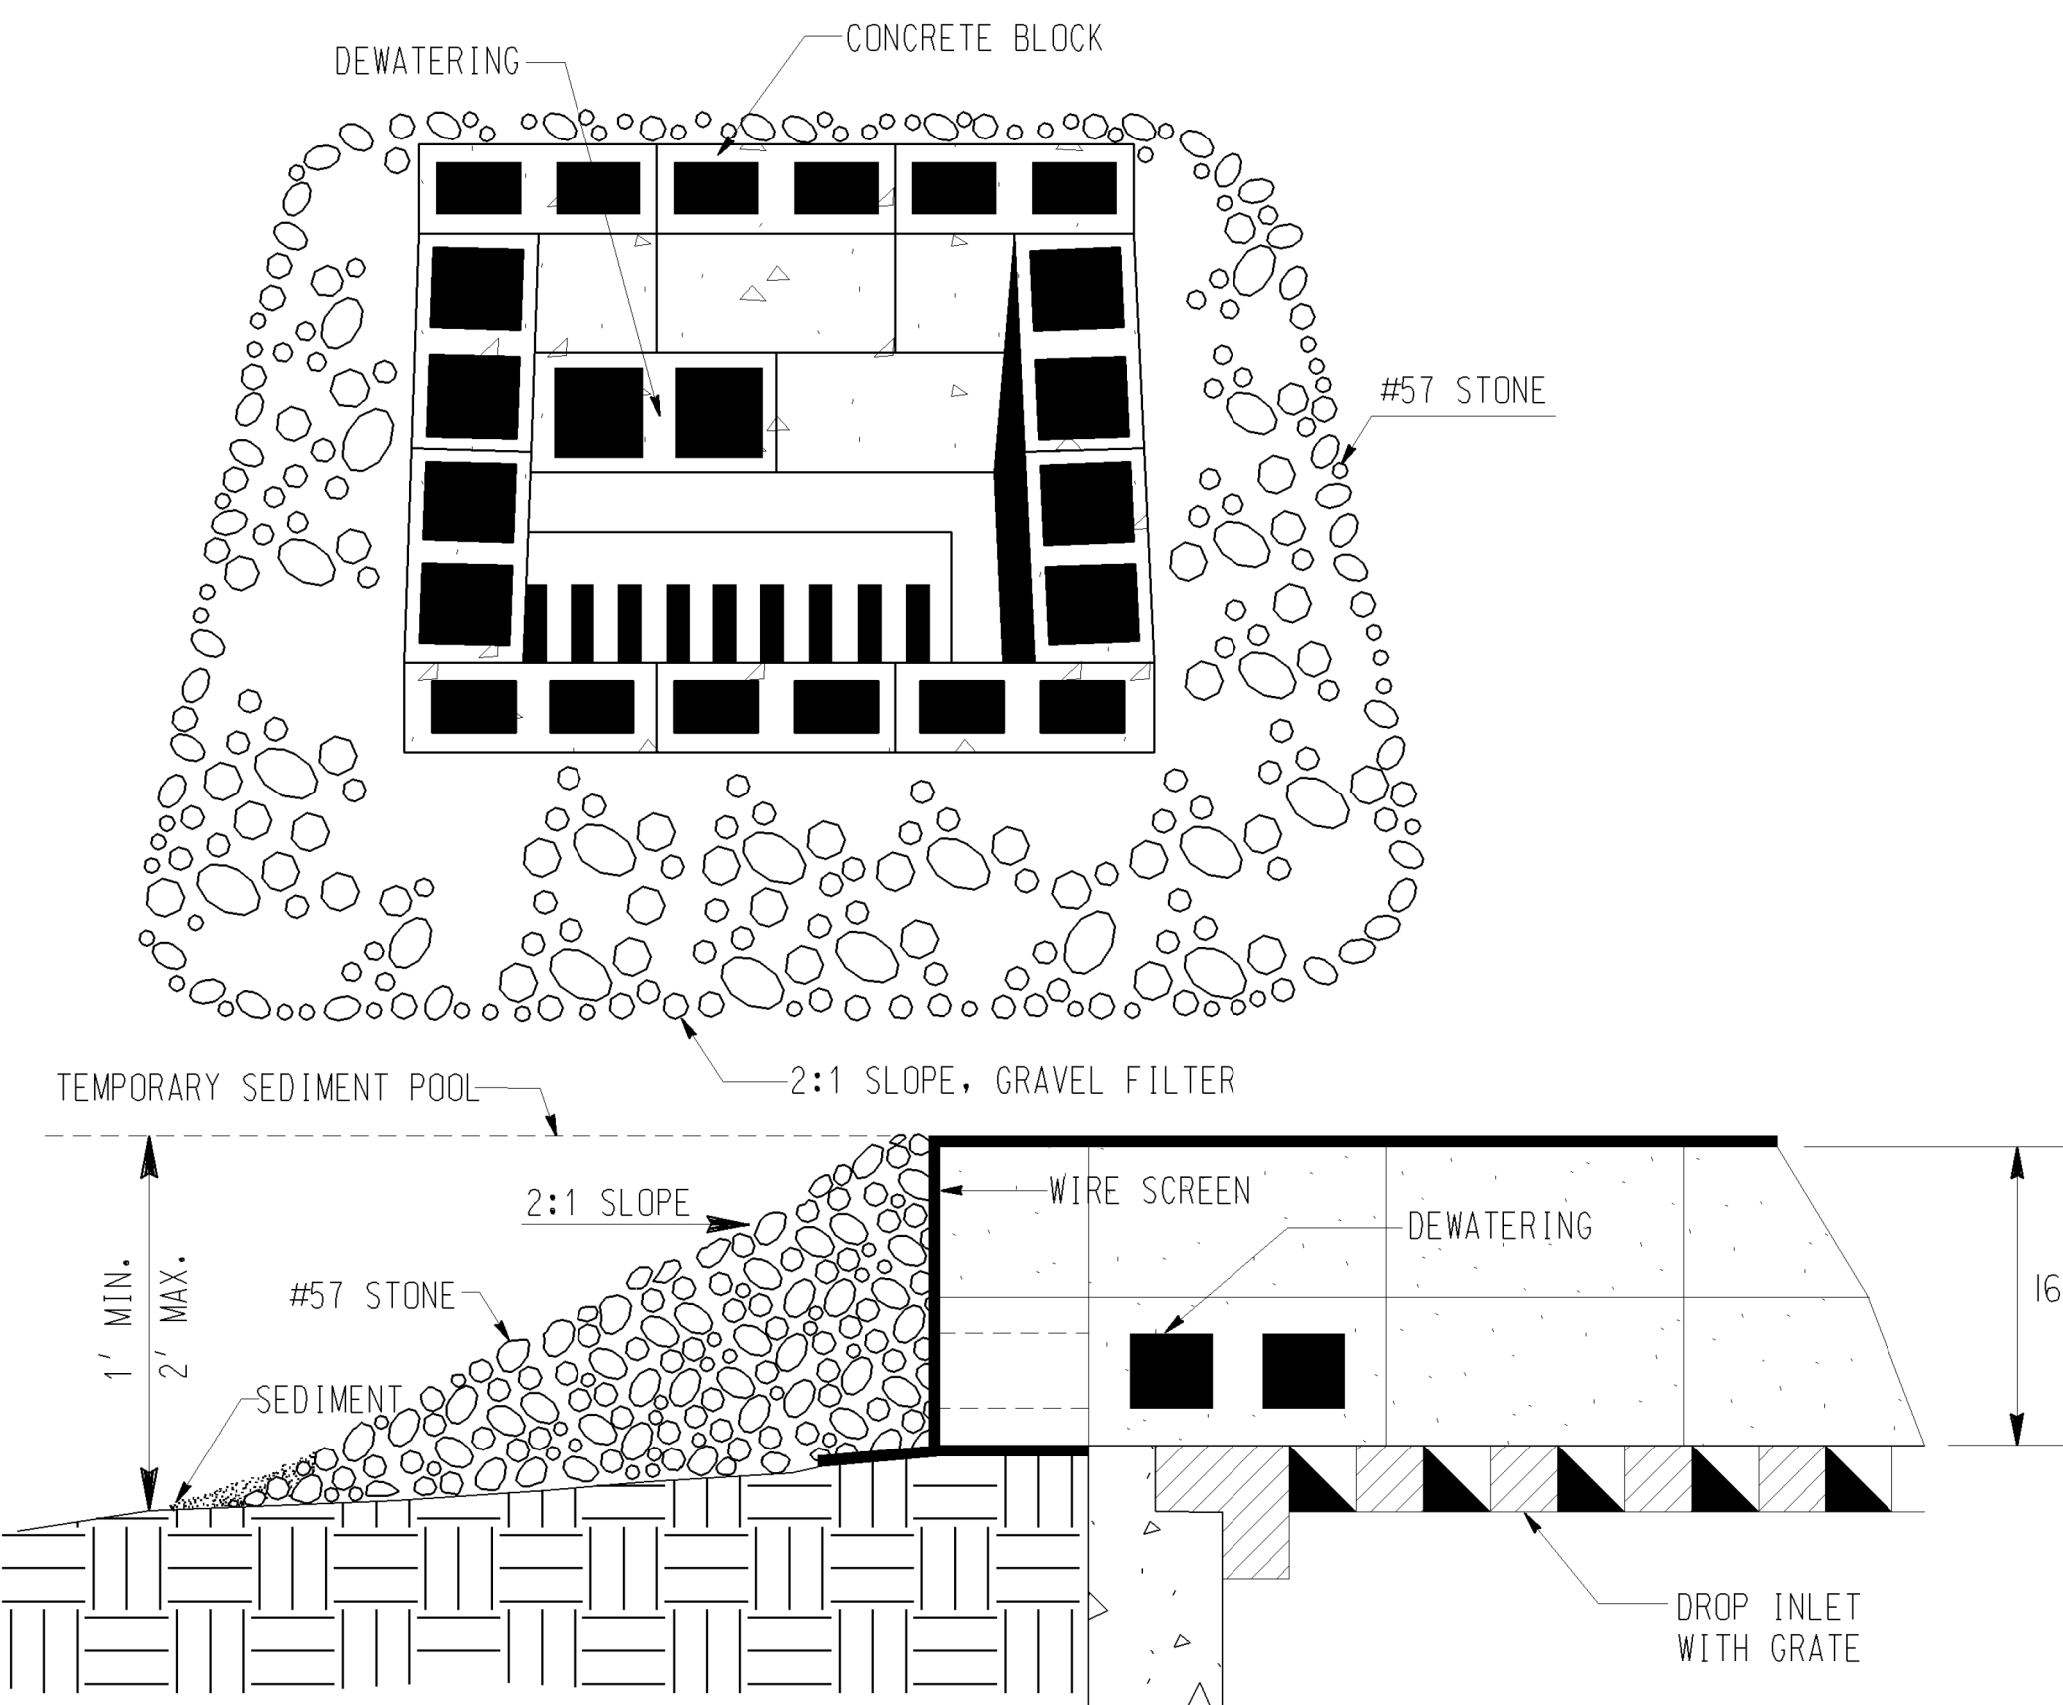 CONCRETE BLOCK
DEWATERING
#57 STONE
2:1 SLOPE, GRAVEL FILTER
TEMPORARY SEDIMENT POOL
2:1 SLOPE
WIRE SCREEN
DEWATERING
1' MIN.
2' MAX.
#57 STONE
16
SEDIMENT
DROP INLET
WITH GRATE